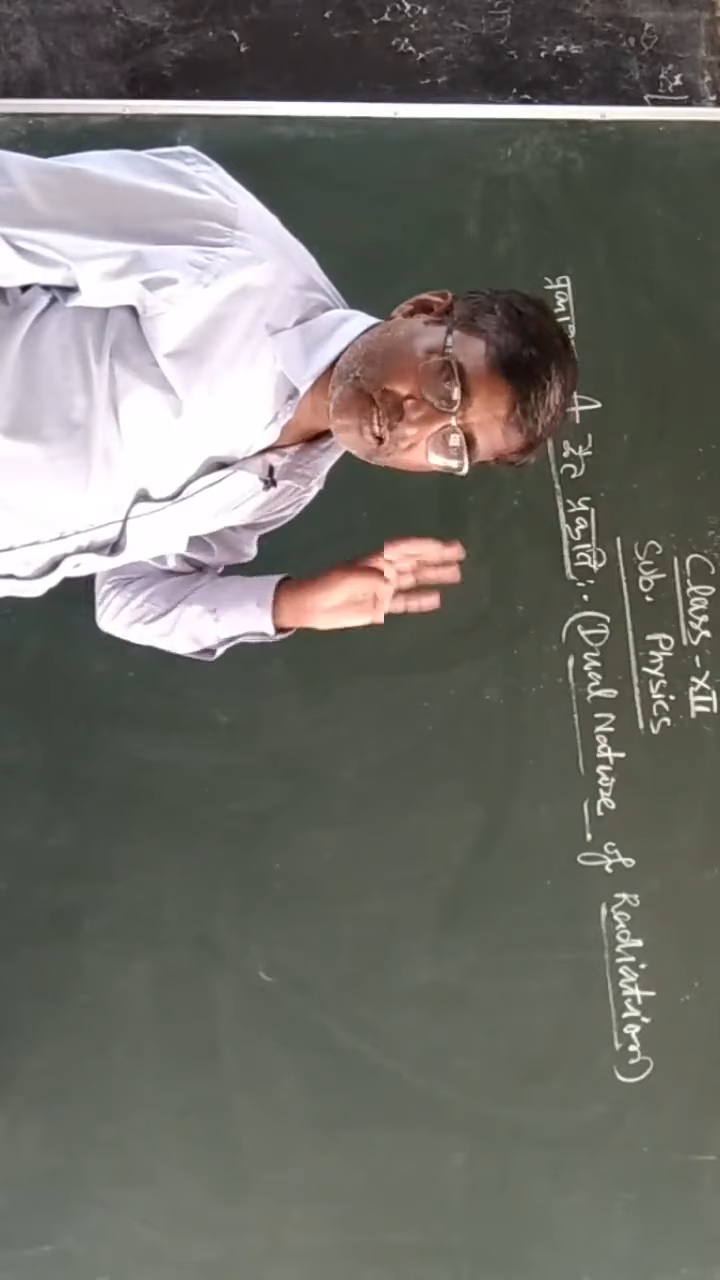 Class - XII
Sub. Physics
की द्वैत प्रकृति :- (Dual Nature of Radiation)